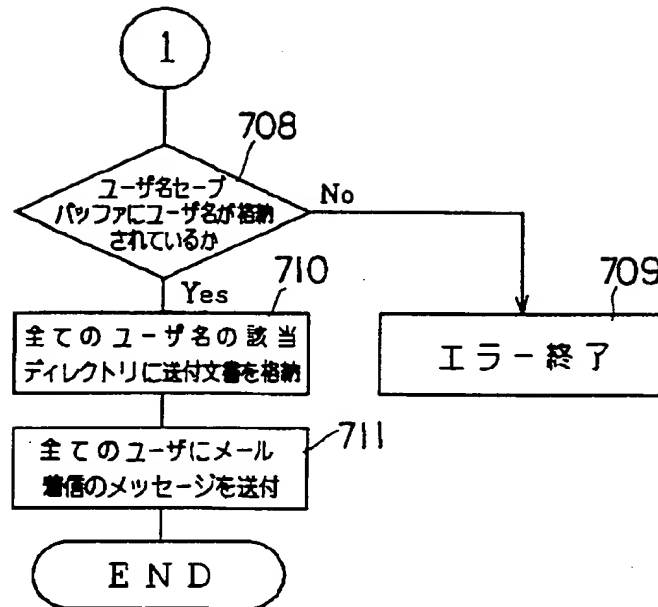 1
708
ユーザ名セーブ
バッファにユーザ名が格納
されているか
No
Yes
710
709
全てのユーザ名の該当
ディレクトリに送付文書を格納
エラー終了
711
全てのユーザにメール
着信のメッセージを送付
END